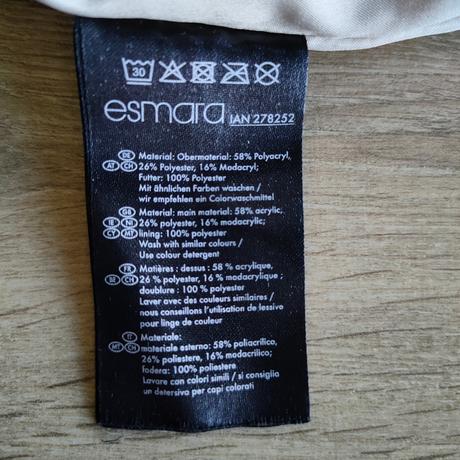 30
esmara IAN 278252
DE AT CH Material: Obermaterial: 58% Polyacryl,
26% Polyester, 16% Modacryl;
Futter: 100% Polyester
Mit ähnlichen Farben waschen /
wir empfehlen ein Colorwaschmittel
GB IE NI CY MT Material: main material: 58% acrylic,
26% polyester, 16% modacrylic;
lining: 100% polyester
Wash with similar colours /
Use colour detergent
FR BE CH Matières : dessus : 58 % acrylique,
26 % polyester, 16 % modacrylique ;
doublure : 100 % polyester
Laver avec des couleurs similaires /
nous conseillons l'utilisation de lessive
pour linge de couleur
IT MT CH Materiale:
materiale esterno: 58% poliacrilico,
26% poliestere, 16% modacrilico;
fodera: 100% poliestere
Lavare con colori simili / si consiglia
un detersivo per capi colorati